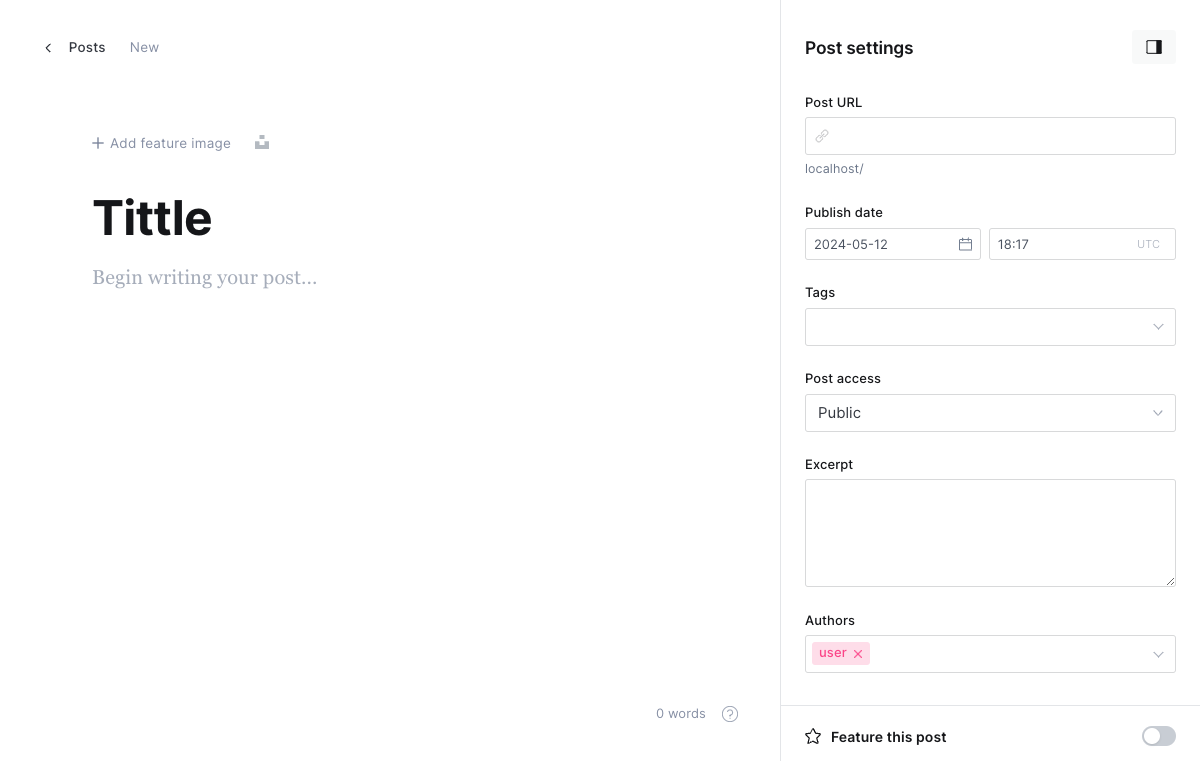 Posts New
Post settings
Add feature image
Tittle
Begin writing your post...
0 words
?
Post URL
localhost/
Publish date
2024-05-12 18:17 UTC
Tags
Post access
Public
Excerpt
Authors
user
Feature this post